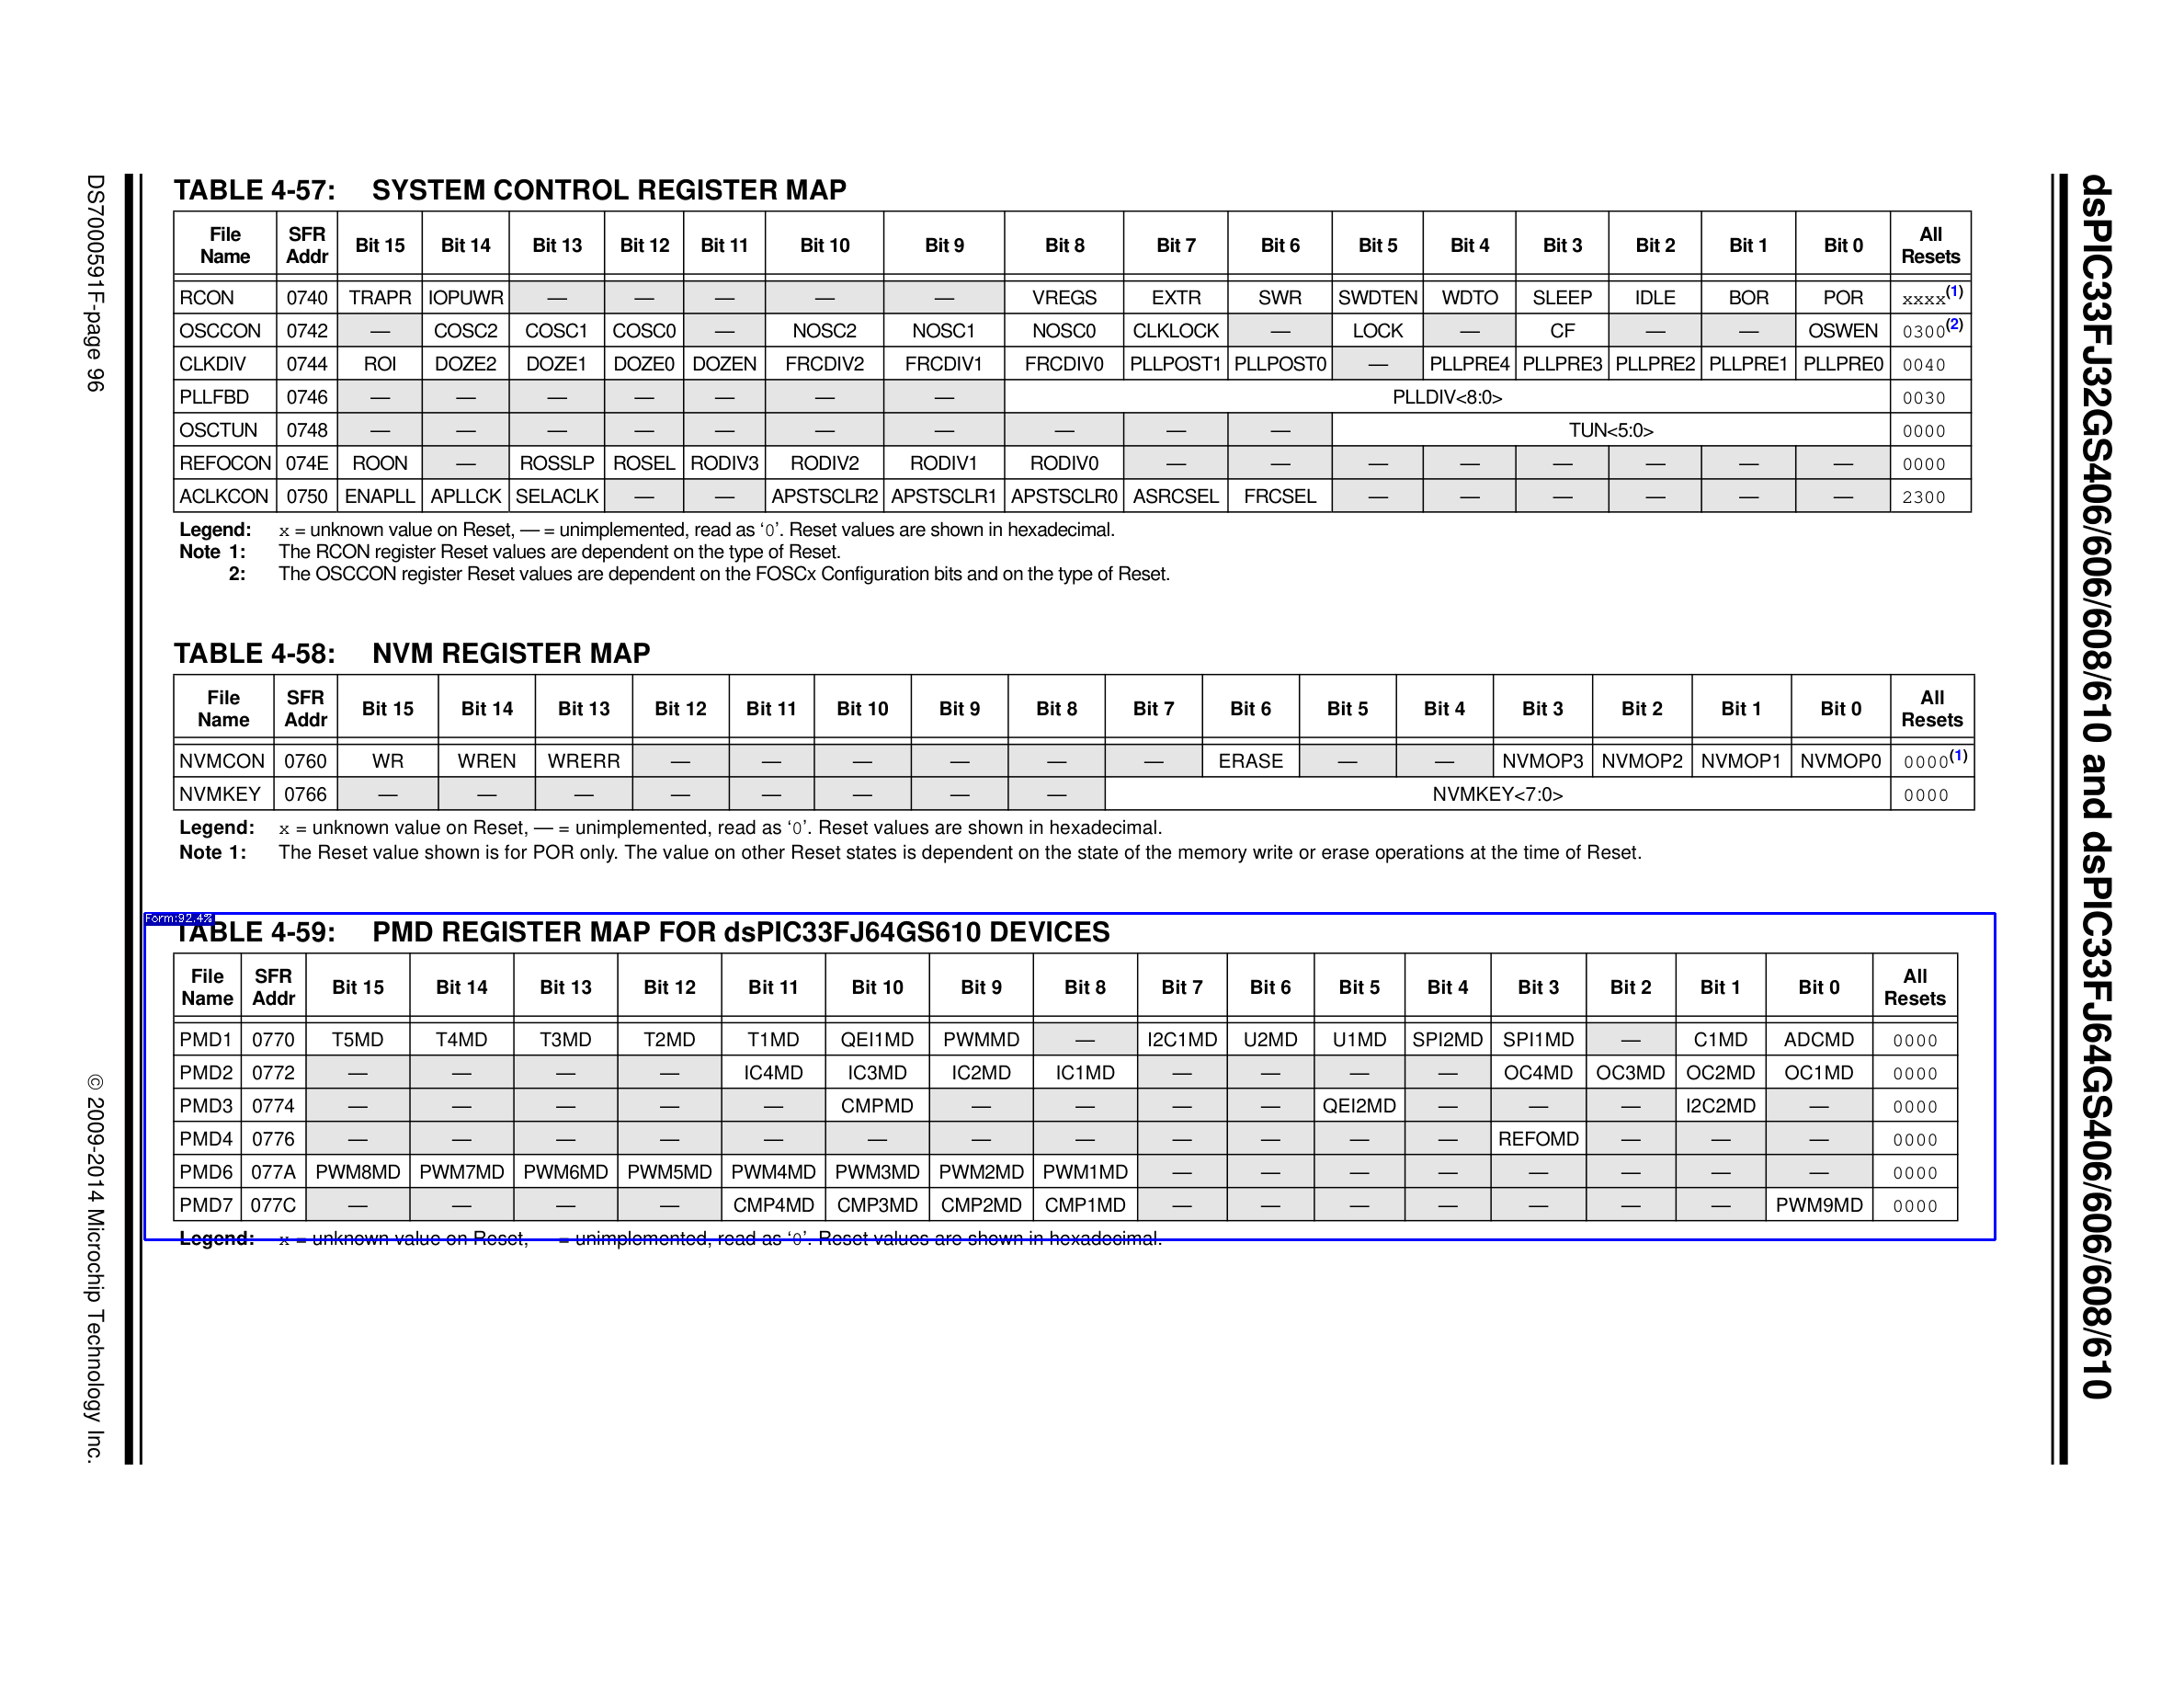 dsPIC33FJ32GS406/606/608/610 and dsPIC33FJ64GS406/606/608/610
TABLE 4-57: SYSTEM CONTROL REGISTER MAP
File Name SFR Addr Bit 15 Bit 14 Bit 13 Bit 12 Bit 11 Bit 10 Bit 9 Bit 8 Bit 7 Bit 6 Bit 5 Bit 4 Bit 3 Bit 2 Bit 1 Bit 0 All Resets
RCON 0740 TRAPR IOPUWR — — — — — VREGS EXTR SWR SWDTEN WDTO SLEEP IDLE BOR POR xxxx(1)
OSCCON 0742 — COSC2 COSC1 COSC0 — NOSC2 NOSC1 NOSC0 CLKLOCK — LOCK — CF — — OSWEN 0300(2)
CLKDIV 0744 ROI DOZE2 DOZE1 DOZE0 DOZEN FRCDIV2 FRCDIV1 FRCDIV0 PLLPOST1 PLLPOST0 — PLLPRE4 PLLPRE3 PLLPRE2 PLLPRE1 PLLPRE0 0040
PLLFBD 0746 — — — — — — — PLLDIV<8:0> 0030
OSCTUN 0748 — — — — — — — — — — TUN<5:0> 0000
REFOCON 074E ROON — ROSSLP ROSEL RODIV3 RODIV2 RODIV1 RODIV0 — — — — — — — — 0000
ACLKCON 0750 ENAPLL APLLCK SELACLK — — APSTSCLR2 APSTSCLR1 APSTSCLR0 ASRCSEL FRCSEL — — — — — — 2300
Legend: x = unknown value on Reset, — = unimplemented, read as ‘0’. Reset values are shown in hexadecimal.
Note 1: The RCON register Reset values are dependent on the type of Reset.
2: The OSCCON register Reset values are dependent on the FOSCx Configuration bits and on the type of Reset.
TABLE 4-58: NVM REGISTER MAP
File Name SFR Addr Bit 15 Bit 14 Bit 13 Bit 12 Bit 11 Bit 10 Bit 9 Bit 8 Bit 7 Bit 6 Bit 5 Bit 4 Bit 3 Bit 2 Bit 1 Bit 0 All Resets
NVMCON 0760 WR WREN WRERR — — — — — — ERASE — — NVMOP3 NVMOP2 NVMOP1 NVMOP0 0000(1)
NVMKEY 0766 — — — — — — — — NVMKEY<7:0> 0000
Legend: x = unknown value on Reset, — = unimplemented, read as ‘0’. Reset values are shown in hexadecimal.
Note 1: The Reset value shown is for POR only. The value on other Reset states is dependent on the state of the memory write or erase operations at the time of Reset.
Form:92.4%
TABLE 4-59: PMD REGISTER MAP FOR dsPIC33FJ64GS610 DEVICES
File Name SFR Addr Bit 15 Bit 14 Bit 13 Bit 12 Bit 11 Bit 10 Bit 9 Bit 8 Bit 7 Bit 6 Bit 5 Bit 4 Bit 3 Bit 2 Bit 1 Bit 0 All Resets
PMD1 0770 T5MD T4MD T3MD T2MD T1MD QEI1MD PWMMD — I2C1MD U2MD U1MD SPI2MD SPI1MD — C1MD ADCMD 0000
PMD2 0772 — — — — IC4MD IC3MD IC2MD IC1MD — — — — OC4MD OC3MD OC2MD OC1MD 0000
PMD3 0774 — — — — — CMPMD — — — — QEI2MD — — — I2C2MD — 0000
PMD4 0776 — — — — — — — — — — — — REFOMD — — — 0000
PMD6 077A PWM8MD PWM7MD PWM6MD PWM5MD PWM4MD PWM3MD PWM2MD PWM1MD — — — — — — — — 0000
PMD7 077C — — — — CMP4MD CMP3MD CMP2MD CMP1MD — — — — — — — PWM9MD 0000
Legend: x = unknown value on Reset, — = unimplemented, read as ‘0’. Reset values are shown in hexadecimal.
DS70000591F-page 96
© 2009-2014 Microchip Technology Inc.